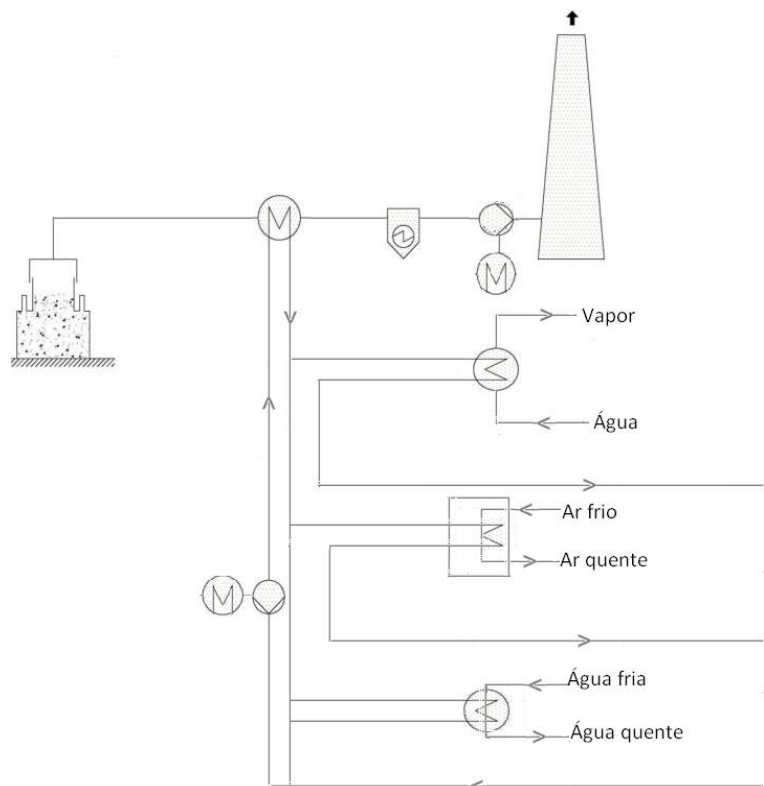 M
M
Vapor
Água
Ar frio
Ar quente
M
Água fria
Água quente